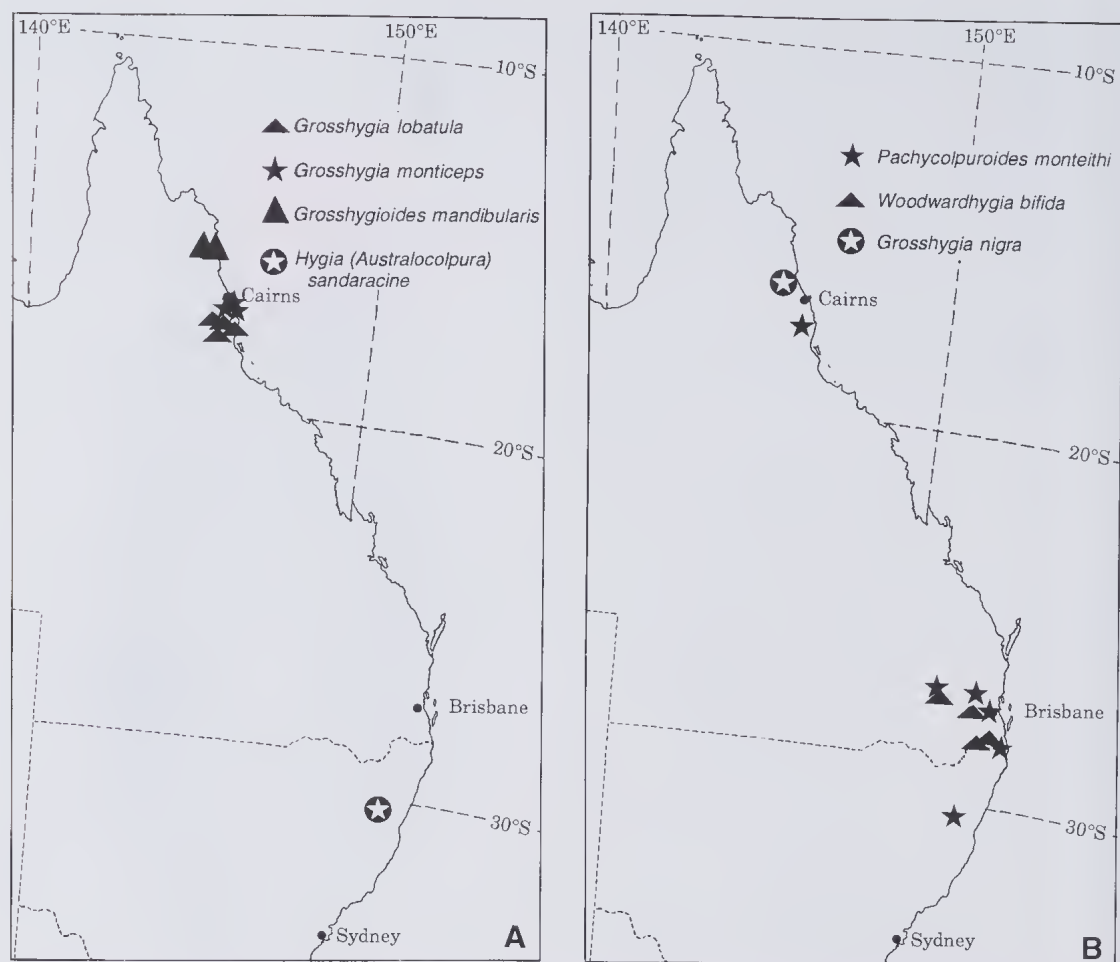 140°E
150°E
10°S
Grosshygia lobatula
Grosshygia monticeps
Grosshygioides mandibularis
Hygia (Australocolpura)
sandaracine
Cairns
20°S
Brisbane
30°S
Sydney
A
140°E
150°E
10°S
Pachycolpuroides monteithi
Woodwardhygia bifida
Grosshygia nigra
Cairns
20°S
Brisbane
30°S
Sydney
B